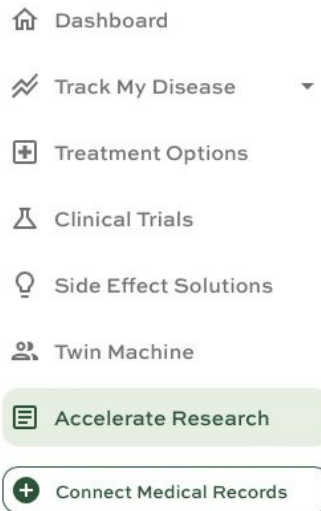 Dashboard
Track My Disease
Treatment Options
Clinical Trials
Side Effect Solutions
Twin Machine
Accelerate Research
Connect Medical Records